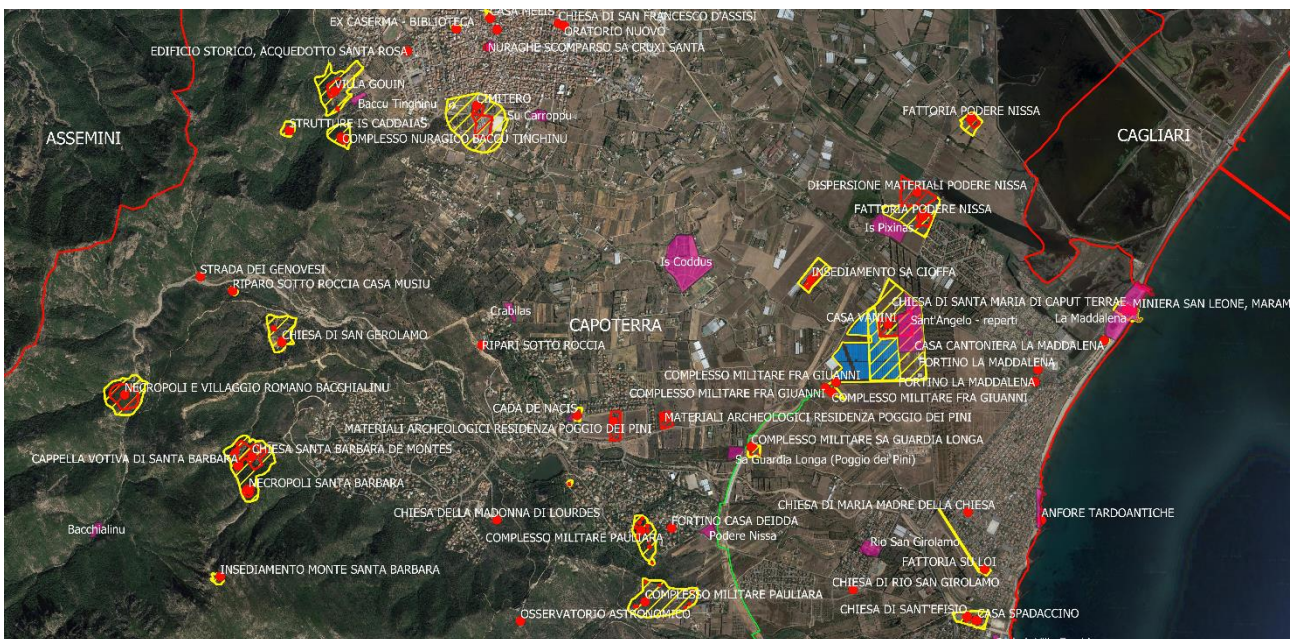 CASA MELIS
EX CASERMA - BIBLIOTECA
CHIESA DI SAN FRANCESCO D'ASSISI
ORATORIO NUOVO
EDIFICIO STORICO, ACQUEDOTTO SANTA ROSA
NURAGHE SCOMPARSO SA CRUXI SANTA
VILLA GOUIN
Baccu Tinghinu
CIMITERO
Su Carroppu
FATTORIA PODERE NISSA
STRUTTURE IS CADDAIAS
COMPLESSO NURAGICO BACCU TINGHINU
ASSEMINI
CAGLIARI
DISPERSIONE MATERIALI PODERE NISSA
FATTORIA PODERE NISSA
Is Pixinas
Is Coddus
STRADA DEI GENOVESI
INSEDIAMENTO SA CIOFFA
RIPARO SOTTO ROCCIA CASA MUSIU
CHIESA DI SANTA MARIA DI CAPUT TERRAE
MINIERA SAN LEONE, MARAM
Crabilas
CASA VANINI
Sant'Angelo - reperti
La Maddalena
CAPOTERRA
CHIESA DI SAN GEROLAMO
RIPARI SOTTO ROCCIA
CASA CANTONIERA LA MADDALENA
FORTINO LA MADDALENA
COMPLESSO MILITARE FRA GIUANNI
FORTINO LA MADDALENA
NECROPOLI E VILLAGGIO ROMANO BACCHIALINU
COMPLESSO MILITARE FRA GIUANNI
COMPLESSO MILITARE FRA GIUANNI
CADA DE NACIS
MATERIALI ARCHEOLOGICI RESIDENZA POGGIO DEI PINI
MATERIALI ARCHEOLOGICI RESIDENZA POGGIO DEI PINI
COMPLESSO MILITARE SA GUARDIA LONGA
CHIESA SANTA BARBARA DE MONTES
CAPPELLA VOTIVA DI SANTA BARBARA
Sa Guardia Longa (Poggio dei Pini)
NECROPOLI SANTA BARBARA
CHIESA DI MARIA MADRE DELLA CHIESA
CHIESA DELLA MADONNA DI LOURDES
ANFORE TARDOANTICHE
Bacchialinu
FORTINO CASA DEIDDA
COMPLESSO MILITARE PAULIARA
Podere Nissa
Rio San Girolamo
FATTORIA SU LOI
INSEDIAMENTO MONTE SANTA BARBARA
CHIESA DI RIO SAN GIROLAMO
COMPLESSO MILITARE PAULIARA
CHIESA DI SANT'EFISIO
CASA SPADACCINO
OSSERVATORIO ASTRONOMICO